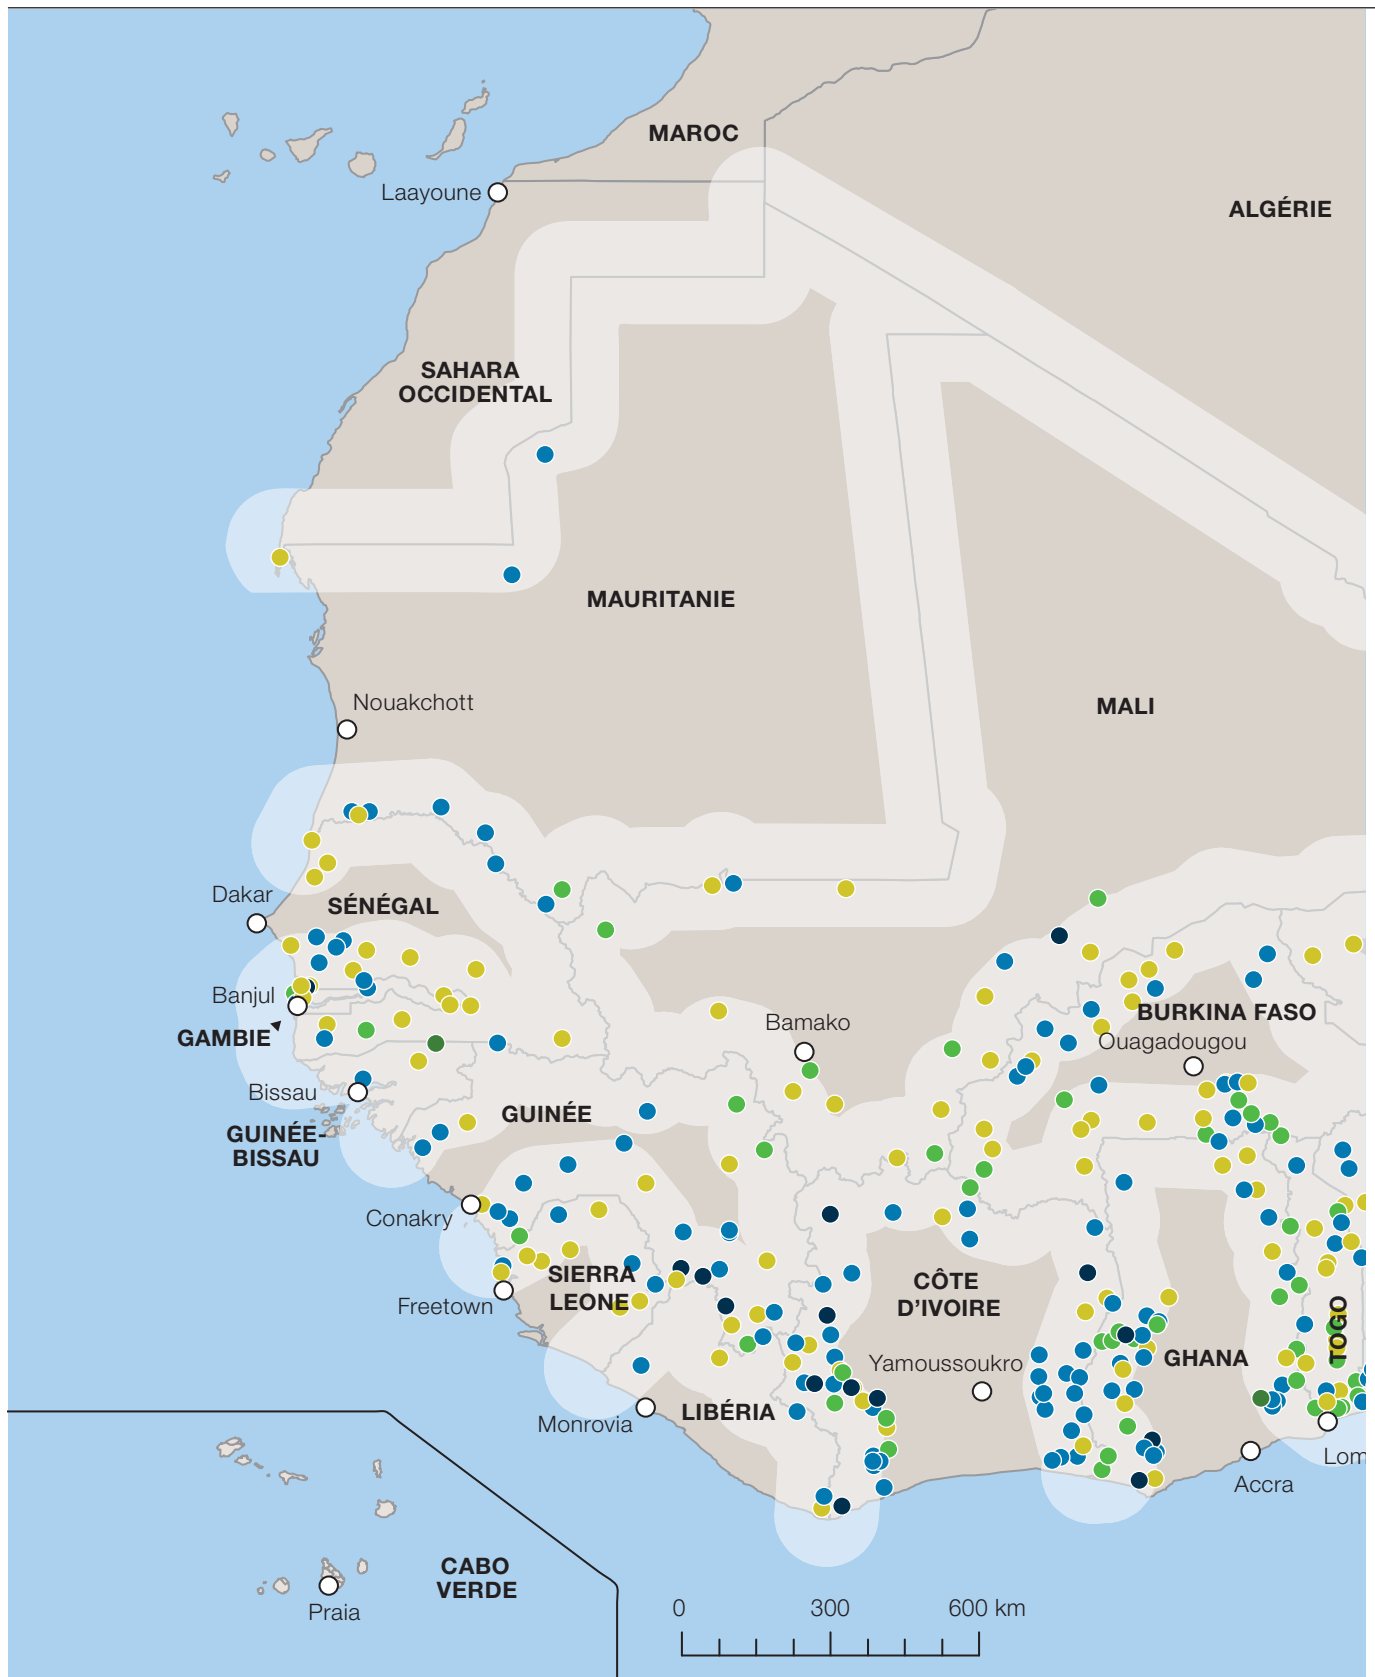 MAROC
Laayoune
ALGÉRIE
SAHARA
OCCIDENTAL
MAURITANIE
Nouakchott
MALI
Dakar
SÉNÉGAL
Banjul
GAMBIE
Bamako
BURKINA FASO
Ouagadougou
Bissau
GUINÉE-
BISSAU
GUINÉE
Conakry
SIERRA
LEONE
Freetown
CÔTE
D'IVOIRE
Yamoussoukro
GHANA
TOGO
Monrovia
LIBÉRIA
Accra
Lom
CABO
VERDE
Praia
0 300 600 km